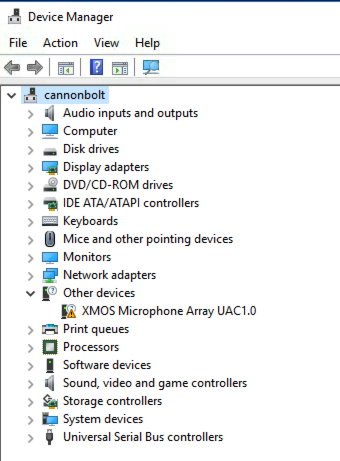 Device Manager
File Action View Help
cannonbolt
Audio inputs and outputs
Computer
Disk drives
Display adapters
DVD/CD-ROM drives
IDE ATA/ATAPI controllers
Keyboards
Mice and other pointing devices
Monitors
Network adapters
Other devices
XMOS Microphone Array UAC1.0
Print queues
Processors
Software devices
Sound, video and game controllers
Storage controllers
System devices
Universal Serial Bus controllers